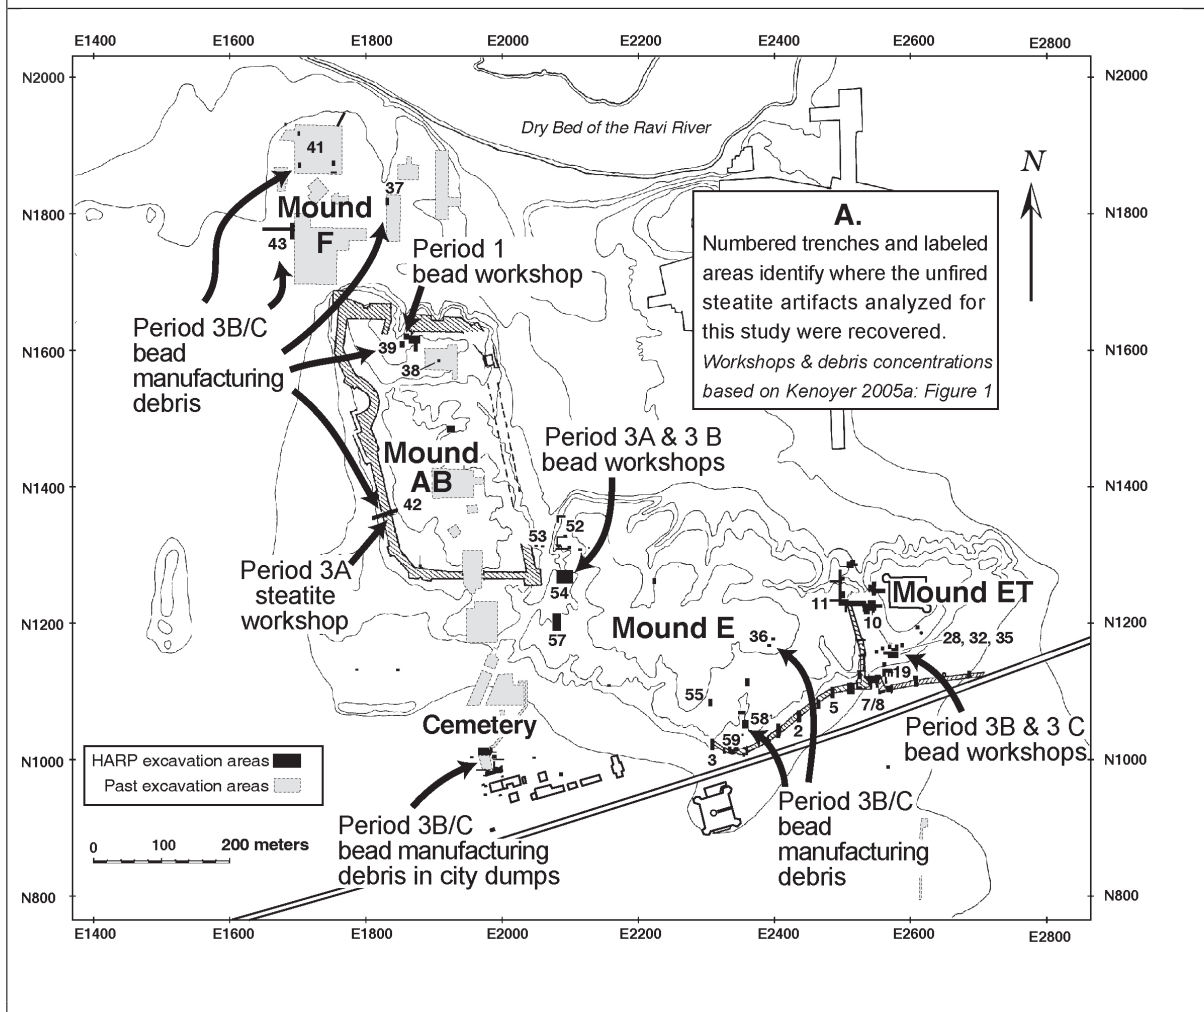 E1400 E1600 E1800 E2000 E2200 E2400 E2600 E2800
N2000 N2000
Dry Bed of the Ravi River
41
37
Mound
F
43
N1800 N1800
A.
Numbered trenches and labeled
areas identify where the unfired
steatite artifacts analyzed for
this study were recovered.
Workshops & debris concentrations
based on Kenoyer 2005a: Figure 1
Period 1
bead workshop
Period 3B/C
bead
manufacturing
debris
39
38
N1600 N1600
Period 3A & 3 B
bead workshops
Mound
AB
42
N1400 N1400
53
52
54
57
Period 3A
steatite
workshop
Mound E
36
11
10
Mound ET
28, 32, 35
N1200 N1200
19
55
58
59
3
2
5
7/8
Period 3B & 3 C
bead workshops
Cemetery
N1000 N1000
HARP excavation areas
Past excavation areas
Period 3B/C
bead manufacturing
debris in city dumps
Period 3B/C
bead
manufacturing
debris
0 100 200 meters
N
N800 N800
E1400 E1600 E1800 E2000 E2200 E2400 E2600 E2800